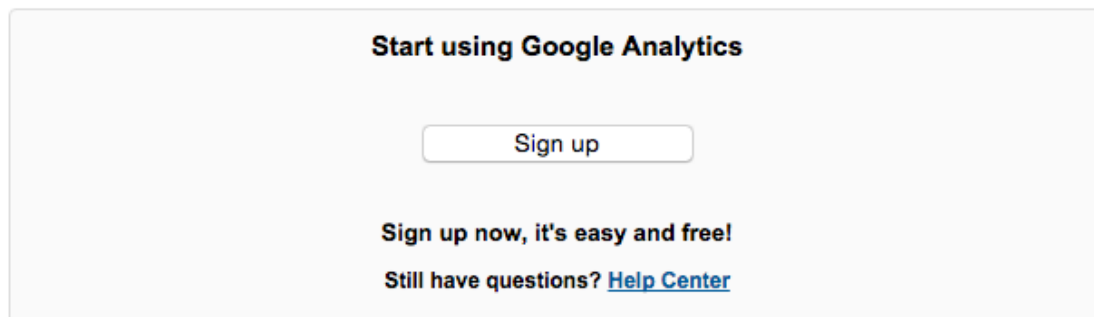 Start using Google Analytics
Sign up
Sign up now, it's easy and free!
Still have questions? Help Center